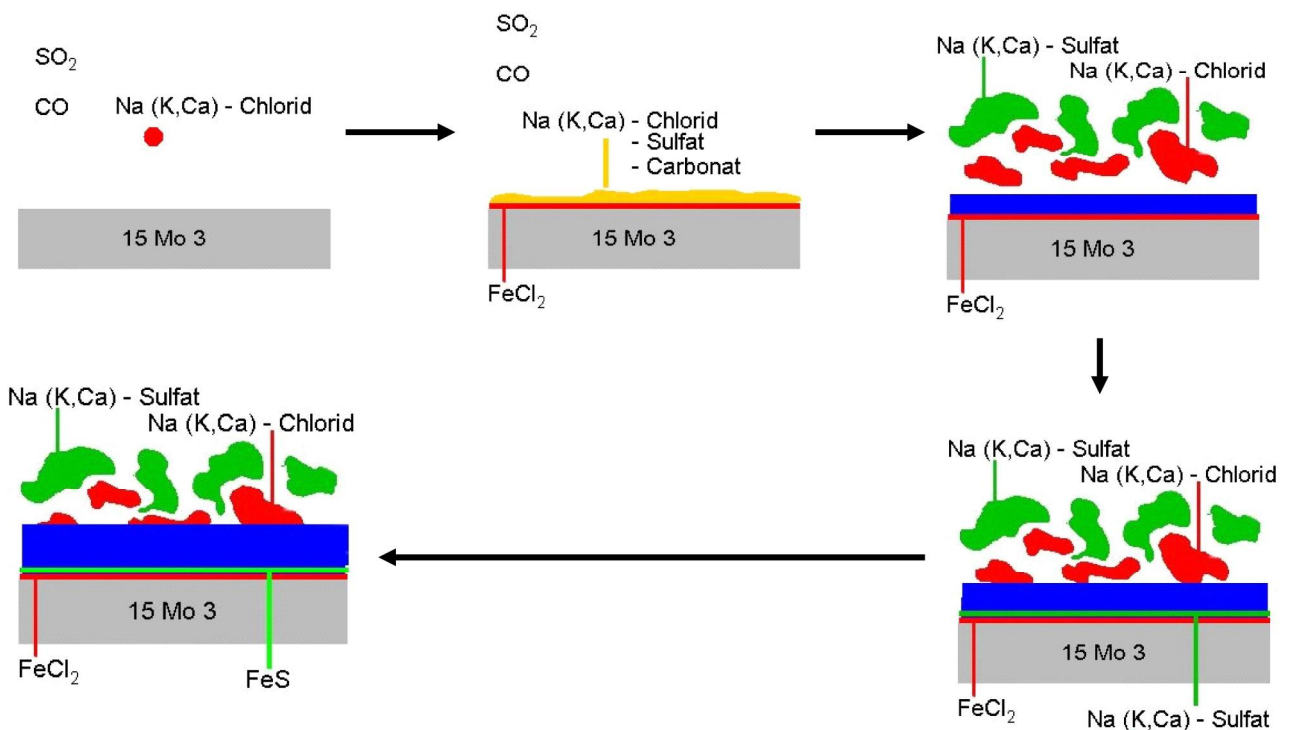 SO₂
CO
Na (K,Ca) - Chlorid
15 Mo 3
SO₂
CO
Na (K,Ca) - Chlorid
- Sulfat
- Carbonat
15 Mo 3
FeCl₂
Na (K,Ca) - Sulfat
Na (K,Ca) - Chlorid
15 Mo 3
FeCl₂
Na (K,Ca) - Sulfat
Na (K,Ca) - Chlorid
15 Mo 3
FeCl₂
Na (K,Ca) - Sulfat
Na (K,Ca) - Sulfat
Na (K,Ca) - Chlorid
15 Mo 3
FeCl₂
FeS